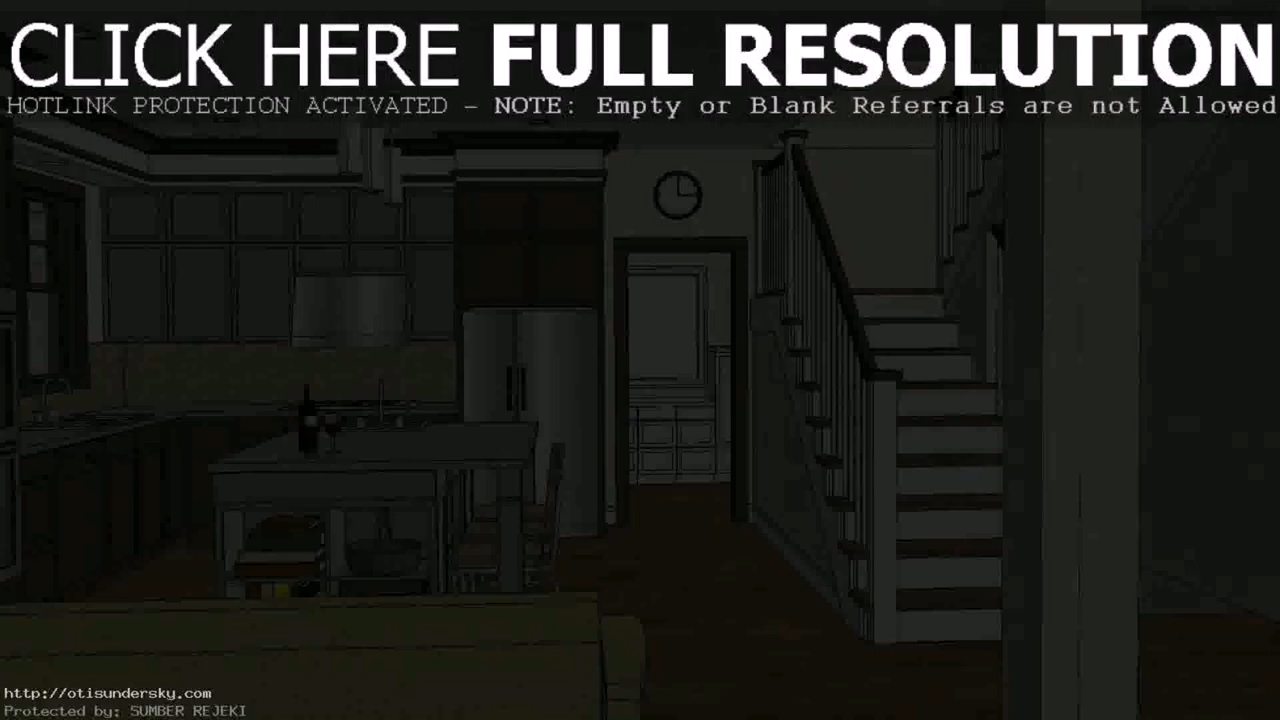 CLICK HERE FULL RESOLUTION
HOTLINK PROTECTION ACTIVATED - NOTE: Empty or Blank Referrals are not Allowed
http://otisundersky.com
Protected by: SUMBER REJEKI